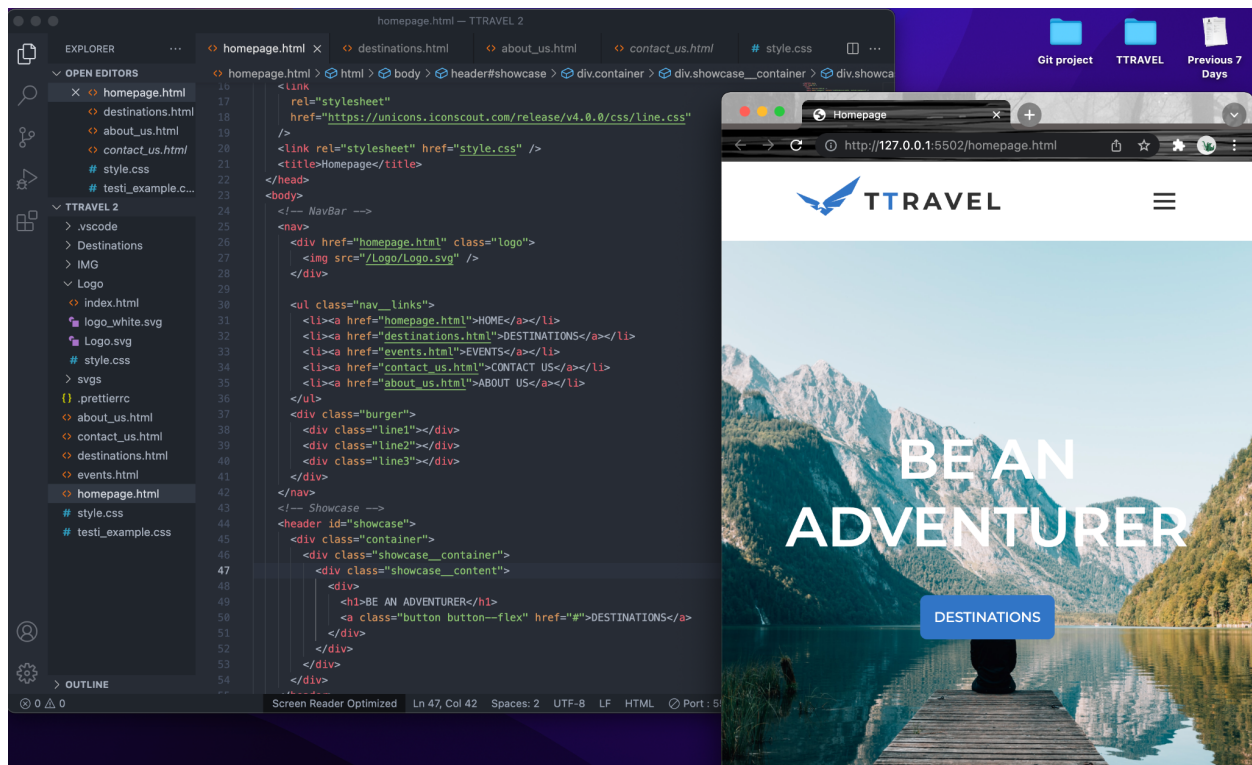 homepage.html — TTRAVEL 2
EXPLORER ···
homepage.html ×
destinations.html
about_us.html
contact_us.html
# style.css
···
OPEN EDITORS
× homepage.html
destinations.html
about_us.html
contact_us.html
# style.css
# testi_example.c...
TTRAVEL 2
> .vscode
> Destinations
> IMG
Logo
index.html
logo_white.svg
Logo.svg
# style.css
> svgs
{} .prettierrc
about_us.html
contact_us.html
destinations.html
events.html
homepage.html
# style.css
# testi_example.css
> OUTLINE
homepage.html > html > body > header#showcase > div.container > div.showcase__container > div.showca
16 <link
17 rel="stylesheet"
18 href="https://unicons.iconscout.com/release/v4.0.0/css/line.css"
19 />
20 <link rel="stylesheet" href="style.css" />
21 <title>Homepage</title>
22 </head>
23 <body>
24 <!-- NavBar -->
25 <nav>
26 <div href="homepage.html" class="logo">
27 <img src="/Logo/Logo.svg" />
28 </div>
29
30 <ul class="nav__links">
31 <li><a href="homepage.html">HOME</a></li>
32 <li><a href="destinations.html">DESTINATIONS</a></li>
33 <li><a href="events.html">EVENTS</a></li>
34 <li><a href="contact_us.html">CONTACT US</a></li>
35 <li><a href="about_us.html">ABOUT US</a></li>
36 </ul>
37 <div class="burger">
38 <div class="line1"></div>
39 <div class="line2"></div>
40 <div class="line3"></div>
41 </div>
42 </nav>
43 <!-- Showcase -->
44 <header id="showcase">
45 <div class="container">
46 <div class="showcase__container">
47 <div class="showcase__content">
48 <div>
49 <h1>BE AN ADVENTURER</h1>
50 <a class="button button--flex" href="#">DESTINATIONS</a>
51 </div>
52 </div>
53 </div>
54 </div>
0 0
Screen Reader Optimized Ln 47, Col 42 Spaces: 2 UTF-8 LF HTML Port : 55
Git project
TTRAVEL
Previous 7
Days
Homepage ×
http://127.0.0.1:5502/homepage.html
TTRAVEL
BE AN
ADVENTURER
DESTINATIONS